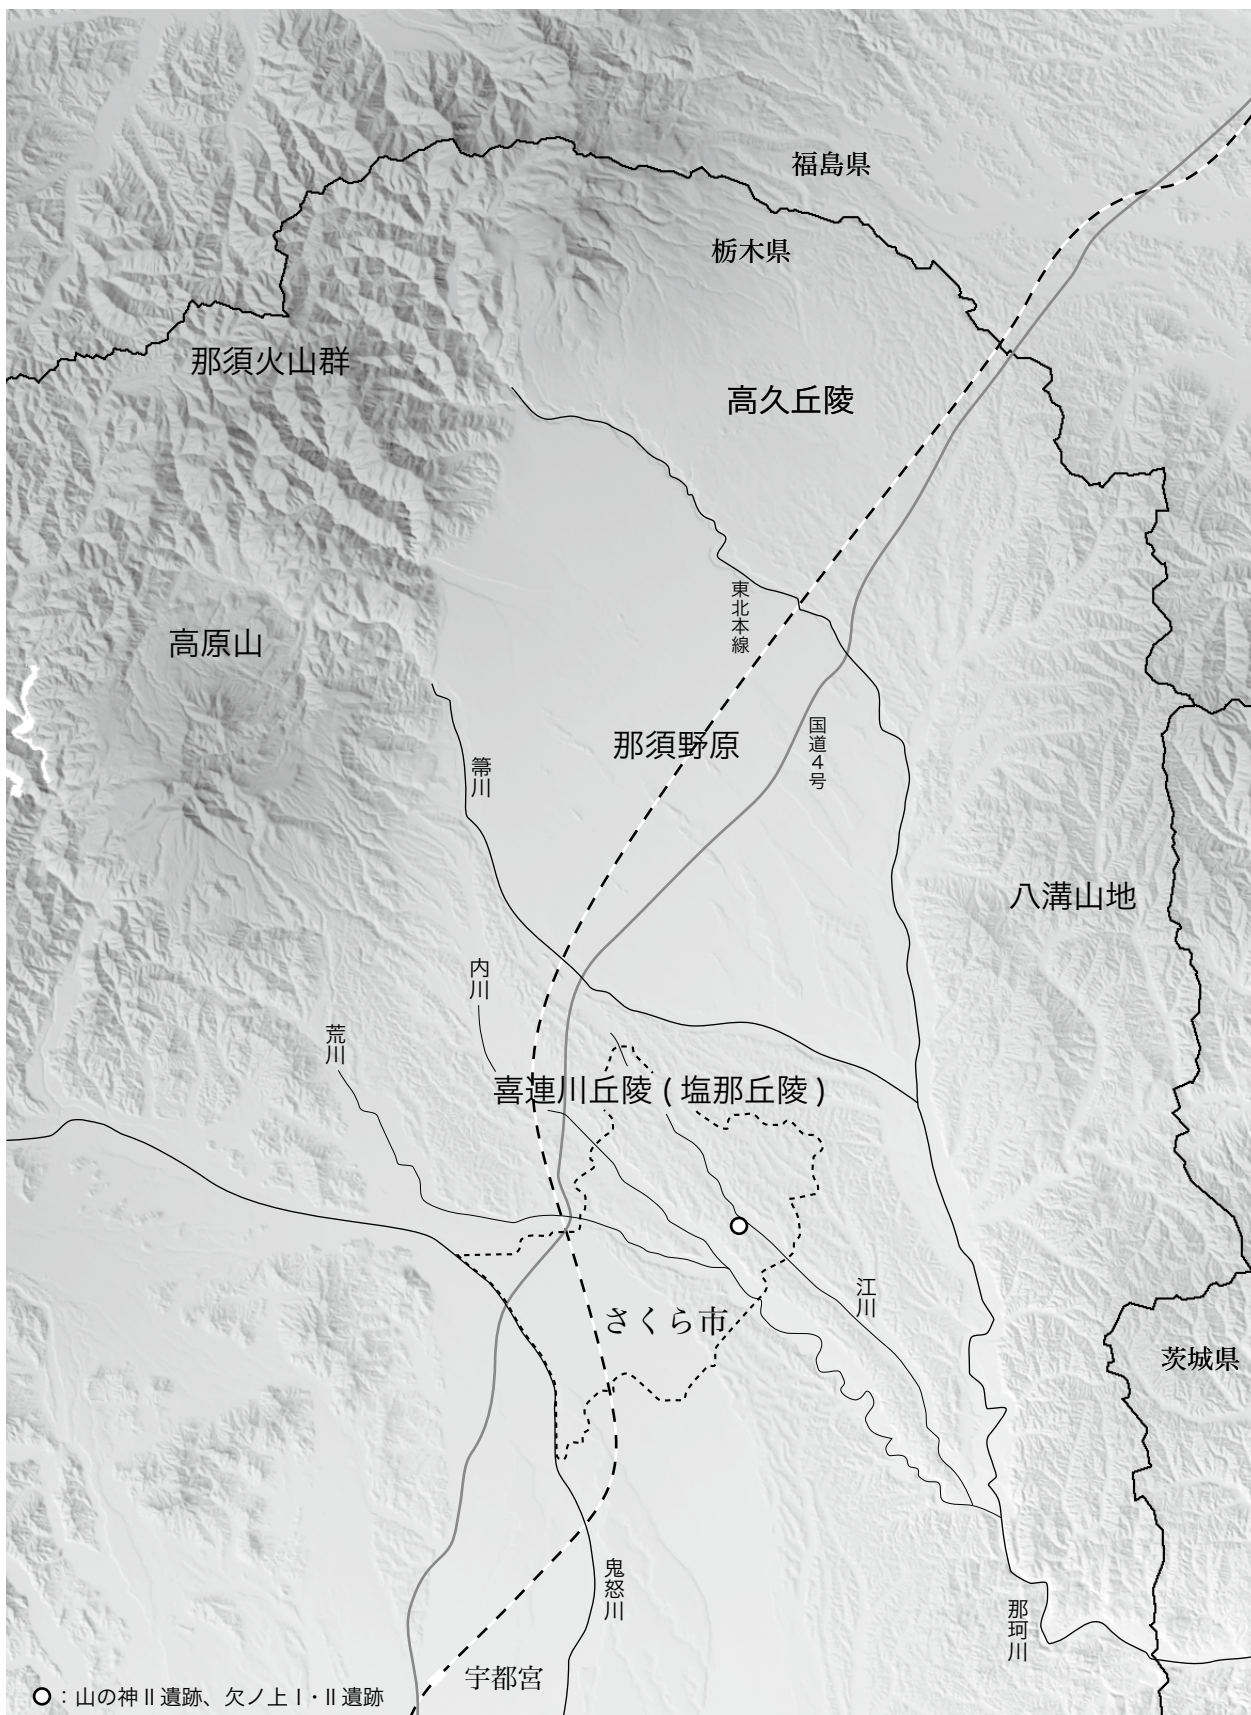 福島県
栃木県
那須火山群
高久丘陵
東北本線
高原山
国道4号
那須野原
箒川
八溝山地
内川
荒川
喜連川丘陵 ( 塩那丘陵 )
江川
さくら市
茨城県
鬼怒川
那珂川
宇都宮
○：山の神Ⅱ遺跡、欠ノ上Ⅰ・Ⅱ遺跡